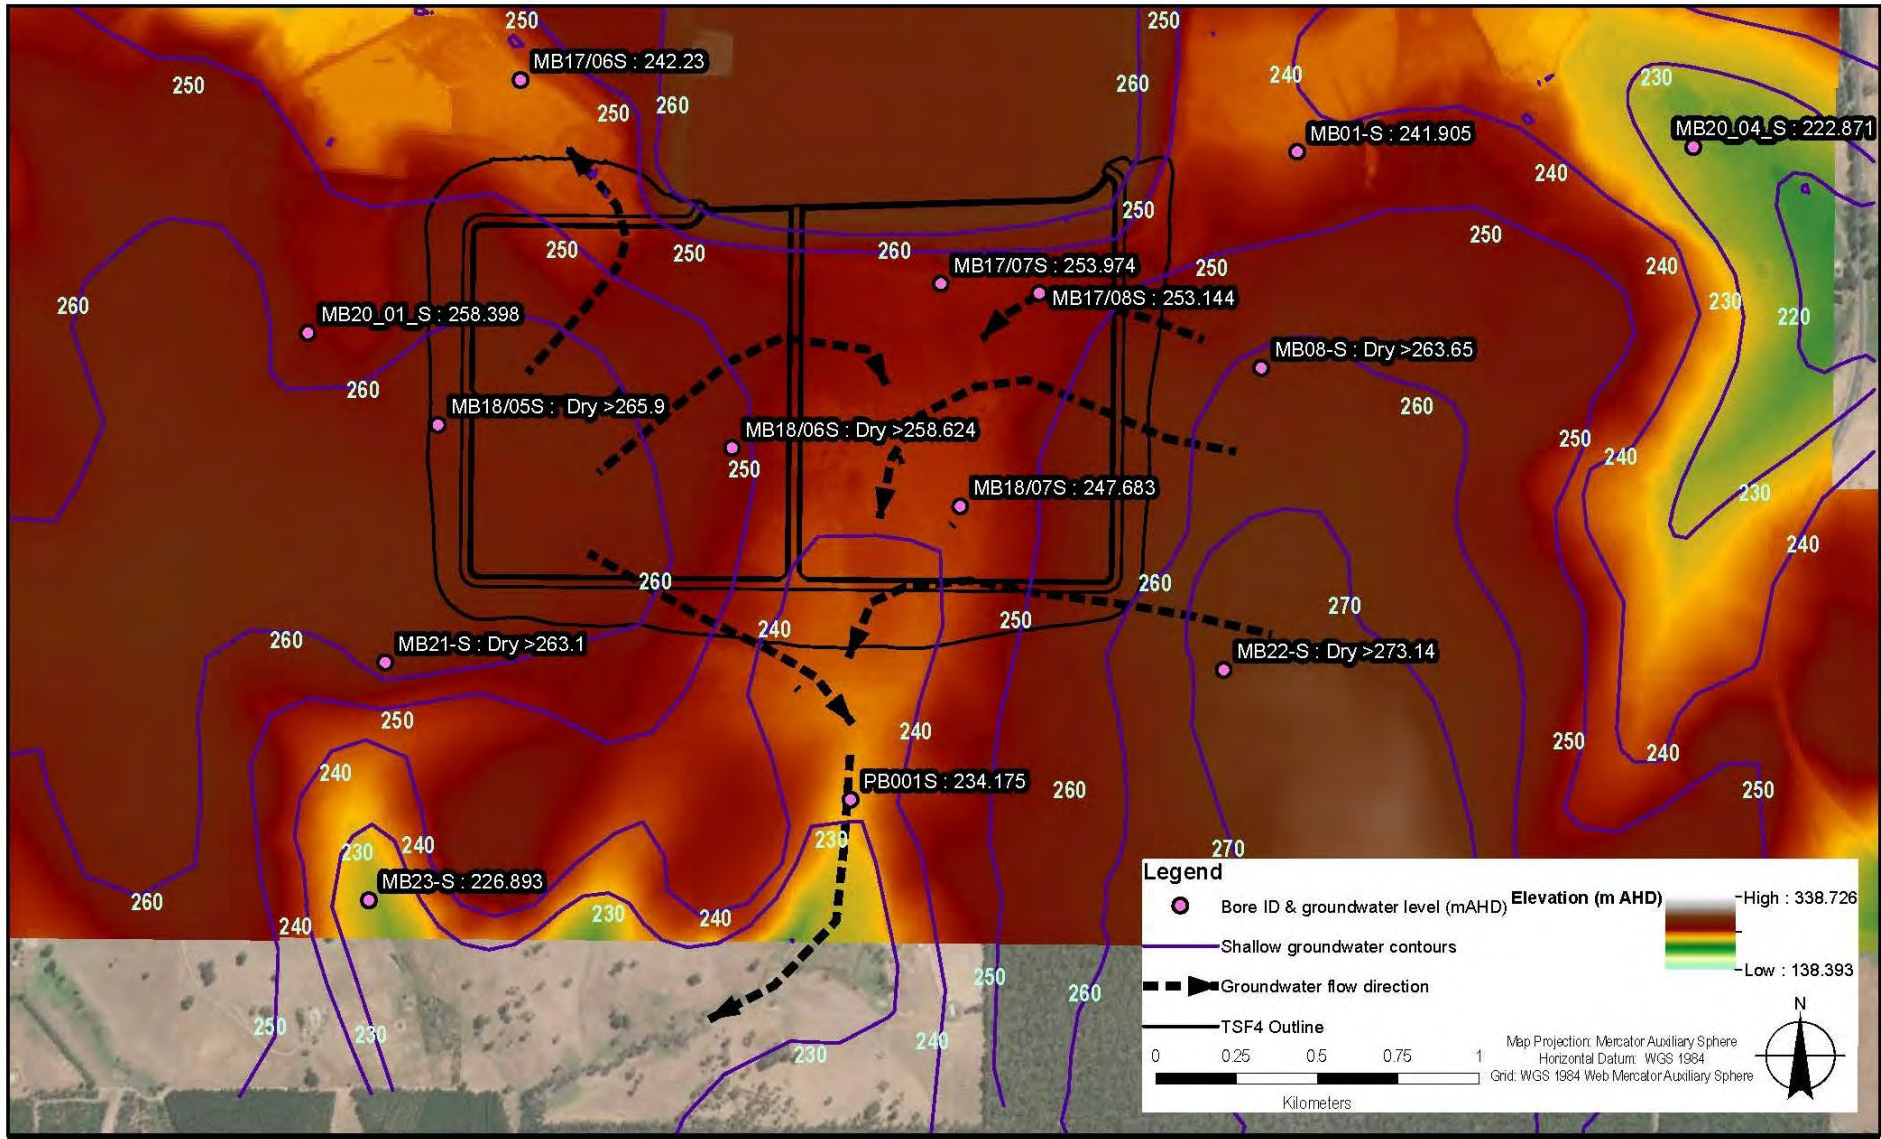 250
250
MB17/06S : 242.23
240
230
250
260
260
250
MB01-S : 241.905
MB20_04_S : 222.871
240
250
250
250
250
260
MB17/07S : 253.974
250
240
260
MB20_01_S : 258.398
MB17/08S : 253.144
230
220
MB08-S : Dry >263.65
260
MB18/05S : Dry >265.9
260
MB18/06S : Dry >258.624
250
250
240
MB18/07S : 247.683
230
240
260
260
270
250
240
260
MB21-S : Dry >263.1
MB22-S : Dry >273.14
250
240
250
240
240
PB001S : 234.175
260
250
230
240
230
270
MB23-S : 226.893
260
230
240
240
250
260
250
230
240
230
Legend
Bore ID & groundwater level (mAHD)
Shallow groundwater contours
Groundwater flow direction
TSF4 Outline
Elevation (m AHD)
High : 338.726
Low : 138.393
0 0.25 0.5 0.75 1
Kilometers
Map Projection: Mercator Auxiliary Sphere
Horizontal Datum: WGS 1984
Grid: WGS 1984 Web Mercator Auxiliary Sphere
N